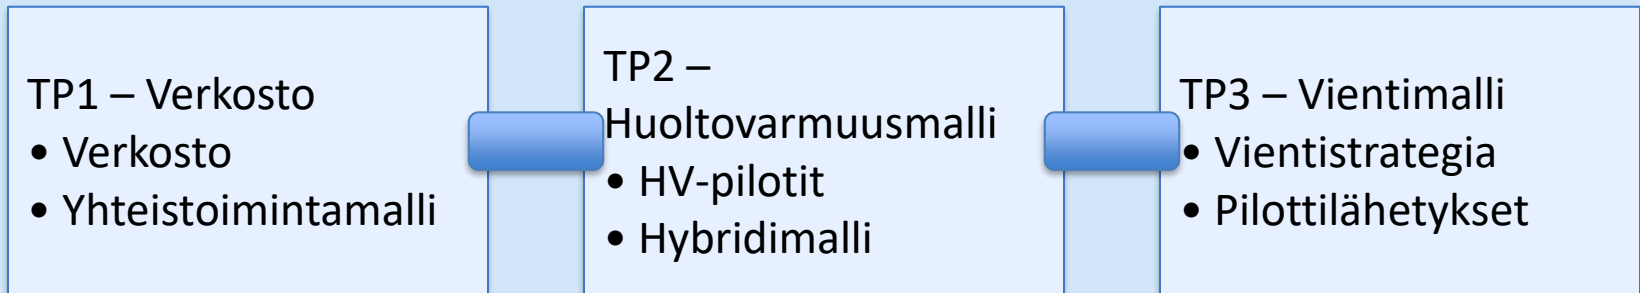 TP1 – Verkosto
• Verkosto
• Yhteistoimintamalli
TP2 –
Huoltovarmuusmalli
• HV-pilotit
• Hybridimalli
TP3 – Vientimalli
• Vientistrategia
• Pilottilähetykset